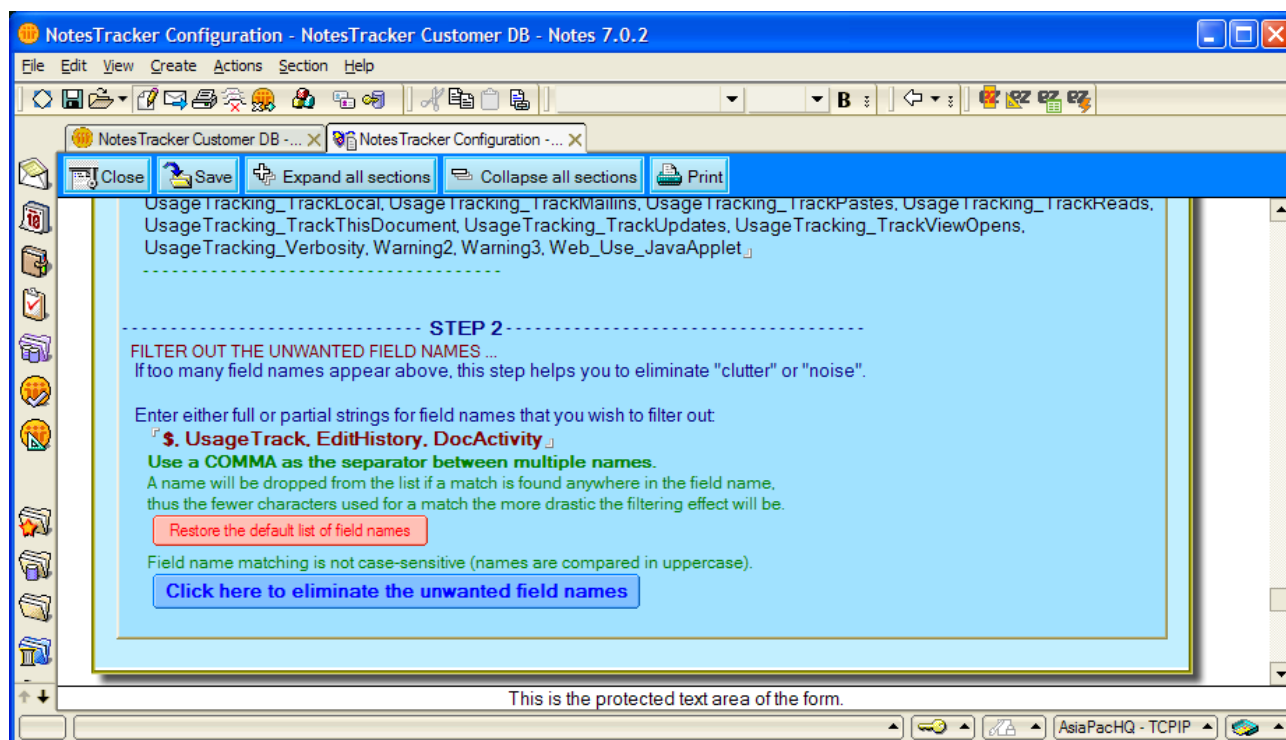 NotesTracker Configuration - NotesTracker Customer DB - Notes 7.0.2
File Edit View Create Actions Section Help
B
NotesTracker Customer DB -... NotesTracker Configuration -...
Close Save Expand all sections Collapse all sections Print
UsageTracking_TrackLocal, UsageTracking_TrackMailIns, UsageTracking_TrackPastes, UsageTracking_TrackReads,
UsageTracking_TrackThisDocument, UsageTracking_TrackUpdates, UsageTracking_TrackViewOpens,
UsageTracking_Verbosity, Warning2, Warning3, Web_Use_JavaApplet
- - - - - - - - - - - - - - - - - - - - - - - - - - - - - - - - - - - - -
- - - - - - - - - - - - - - - - - - - - - - - - - - - - - - - STEP 2 - - - - - - - - - - - - - - - - - - - - - - - - - - - - - - - - - - - - -
FILTER OUT THE UNWANTED FIELD NAMES ...
If too many field names appear above, this step helps you to eliminate "clutter" or "noise".
Enter either full or partial strings for field names that you wish to filter out:
$, UsageTrack, EditHistory, DocActivity
Use a COMMA as the separator between multiple names.
A name will be dropped from the list if a match is found anywhere in the field name,
thus the fewer characters used for a match the more drastic the filtering effect will be.
Restore the default list of field names
Field name matching is not case-sensitive (names are compared in uppercase).
Click here to eliminate the unwanted field names
This is the protected text area of the form.
AsiaPacHQ - TCPIP